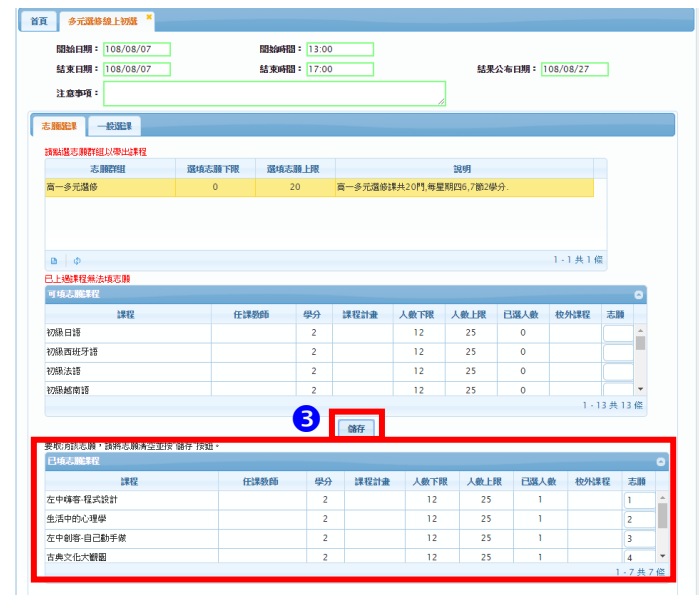 首頁 多元選修線上初選
開始日期： 108/08/07 開始時間： 13:00
結束日期： 108/08/07 結束時間： 17:00 結果公布日期： 108/08/27
注意事項：
志願選課 一般選課
請點選志願群組以帶出課程
志願群組 選填志願下限 選填志願上限 說明
高一多元選修 0 20 高一多元選修課共20門,每星期四6,7節2學分.
1 - 1 共 1 條
已上過課程無法填志願
可填志願課程
課程 任課教師 學分 課程計畫 人數下限 人數上限 已選人數 校外課程 志願
初級日語 2 12 25 0
初級西班牙語 2 12 25 0
初級法語 2 12 25 0
初級越南語 2 12 25 0
1 - 13 共 13 條
3 儲存
要取消該志願，請將志願清空並按"儲存"按鈕。
已填志願課程
課程 任課教師 學分 課程計畫 人數下限 人數上限 已選人數 校外課程 志願
左中嗨客-程式設計 2 12 25 1 1
生活中的心理學 2 12 25 1 2
左中創客-自己動手做 2 12 25 1 3
古典文化大觀園 2 12 25 1 4
1 - 7 共 7 條